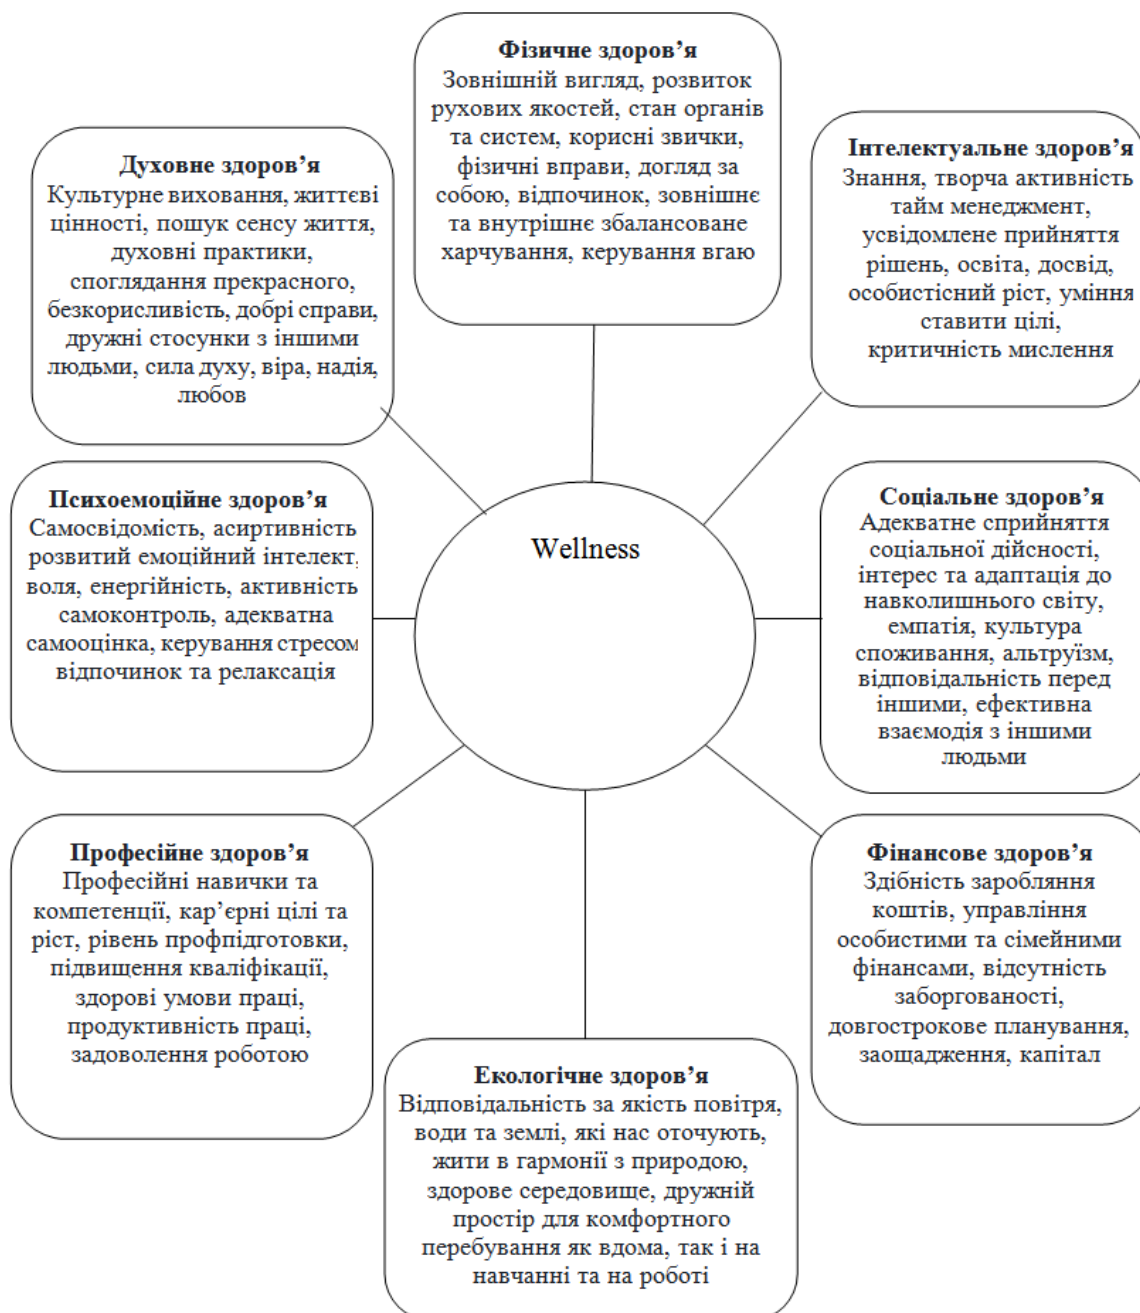 Фізичне здоров’я
Зовнішній вигляд, розвиток
рухових якостей, стан органів
та систем, корисні звички,
фізичні вправи, догляд за
собою, відпочинок, зовнішнє
та внутрішнє збалансоване
харчування, керування вгаю
Духовне здоров’я
Культурне виховання, життєві
цінності, пошук сенсу життя,
духовні практики,
споглядання прекрасного,
безкорисливість, добрі справи,
дружні стосунки з іншими
людьми, сила духу, віра, надія,
любов
Інтелектуальне здоров’я
Знання, творча активність
тайм менеджмент,
усвідомлене прийняття
рішень, освіта, досвід,
особистісний ріст, уміння
ставити цілі,
критичність мислення
Психоемоційне здоров’я
Самосвідомість, асиртивність
розвитий емоційний інтелект,
воля, енергійність, активність
самоконтроль, адекватна
самооцінка, керування стресом
відпочинок та релаксація
Wellness
Соціальне здоров’я
Адекватне сприйняття
соціальної дійсності,
інтерес та адаптація до
навколишнього світу,
емпатія, культура
споживання, альтруїзм,
відповідальність перед
іншими, ефективна
взаємодія з іншими
людьми
Професійне здоров’я
Професійні навички та
компетенції, кар’єрні цілі та
ріст, рівень профпідготовки,
підвищення кваліфікації,
здорові умови праці,
продуктивність праці,
задоволення роботою
Фінансове здоров’я
Здібність заробляння
коштів, управління
особистими та сімейними
фінансами, відсутність
заборгованості,
довгострокове планування,
заощадження, капітал
Екологічне здоров’я
Відповідальність за якість повітря,
води та землі, які нас оточують,
жити в гармонії з природою,
здорове середовище, дружній
простір для комфортного
перебування як вдома, так і на
навчанні та на роботі